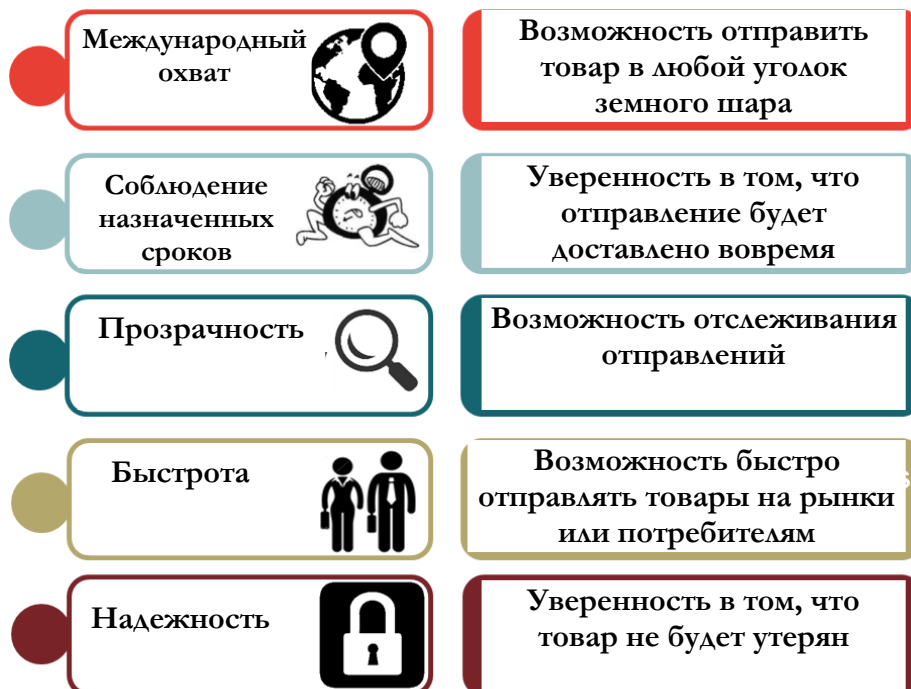 Международный
охват
Возможность отправить
товар в любой уголок
земного шара
Соблюдение
назначенных
сроков
Уверенность в том, что
отправление будет
доставлено вовремя
Прозрачность
Возможность отслеживания
отправлений
Быстрота
Возможность быстро
отправлять товары на рынки
или потребителям
Надежность
Уверенность в том, что
товар не будет утерян